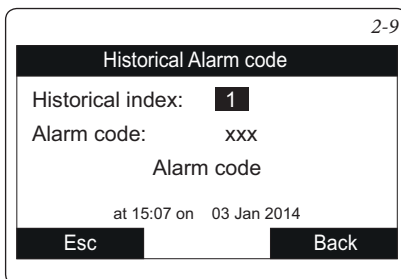 2-9
Historical Alarm code
Historical index: 1
Alarm code: xxx
Alarm code
at 15:07 on 03 Jan 2014
Esc Back